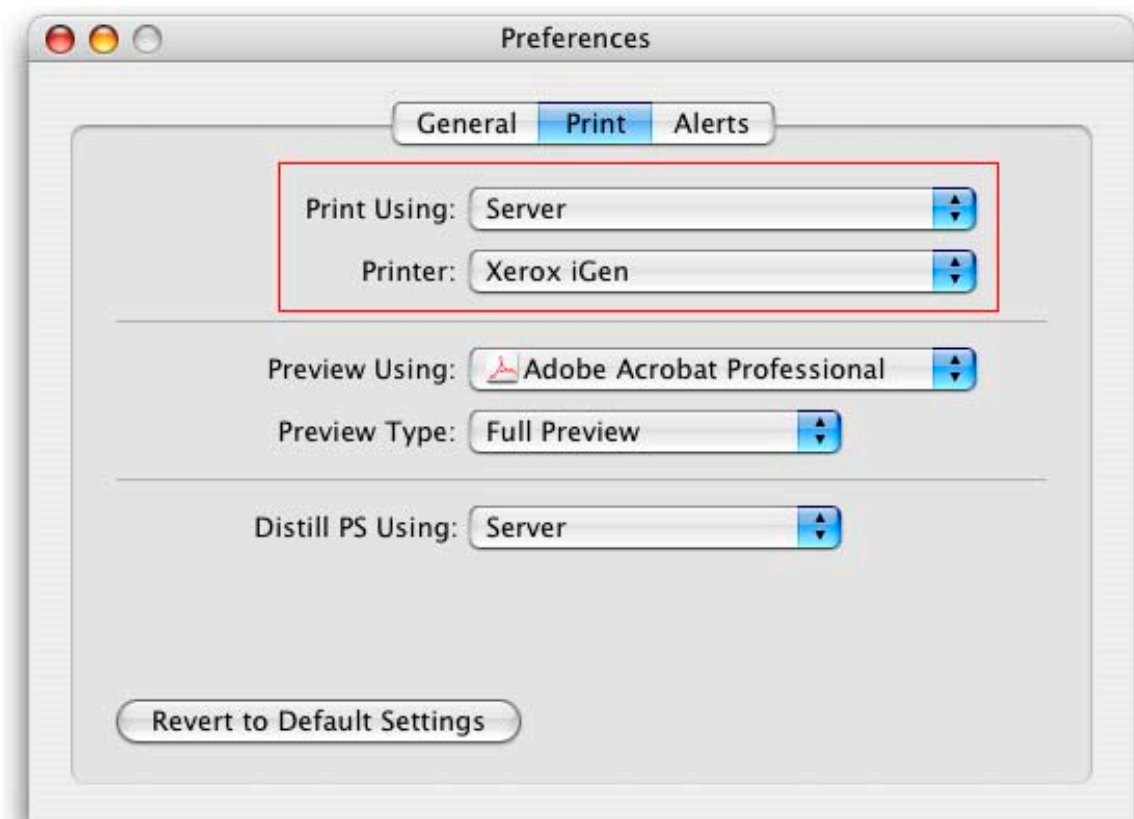 Preferences
General Print Alerts
Print Using: Server
Printer: Xerox iGen
Preview Using: Adobe Acrobat Professional
Preview Type: Full Preview
Distill PS Using: Server
Revert to Default Settings